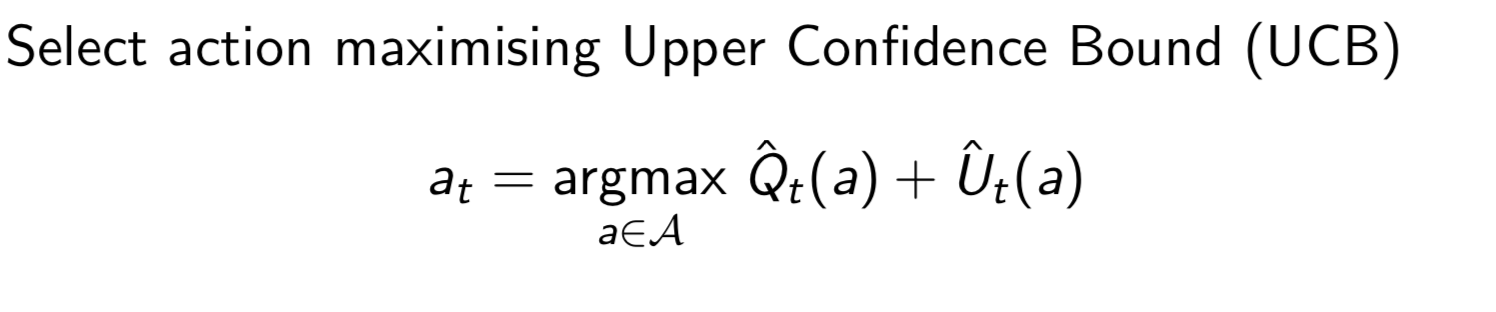 Select action maximising Upper Confidence Bound (UCB)
a_t = argmax Q̂_t(a) + Û_t(a)
a∈𝒜